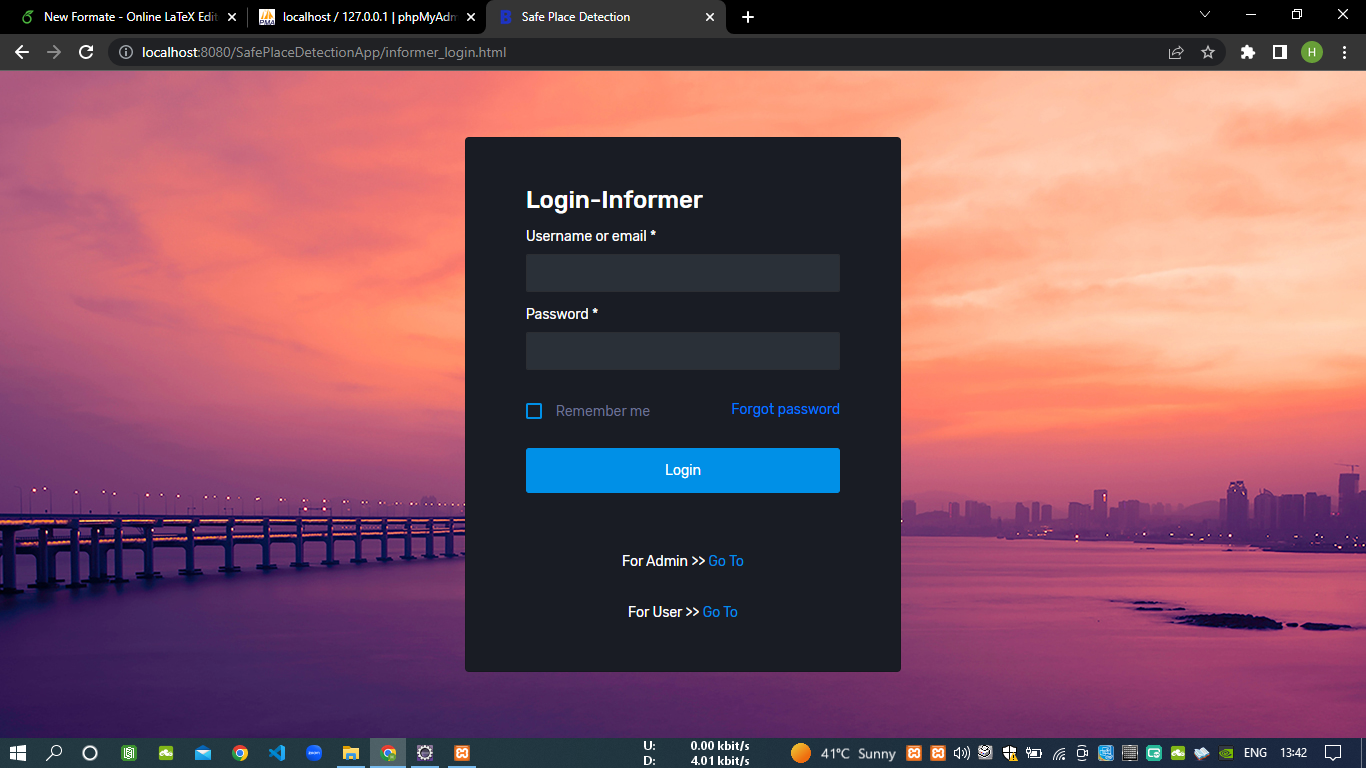 New Formate - Online LaTeX Edit
localhost / 127.0.0.1 | phpMyAdm
Safe Place Detection
localhost:8080/SafePlaceDetectionApp/informer_login.html
H
Login-Informer
Username or email *
Password *
Remember me
Forgot password
Login
For Admin >> Go To
For User >> Go To
U: 0.00 kbit/s
D: 4.01 kbit/s
41°C Sunny
ENG
13:42